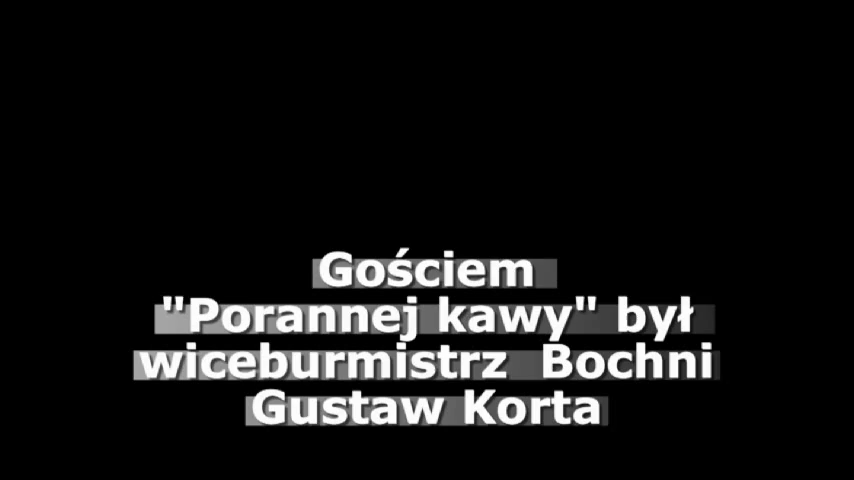 Gościem
"Porannej kawy" był
wiceburmistrz Bochni
Gustaw Korta